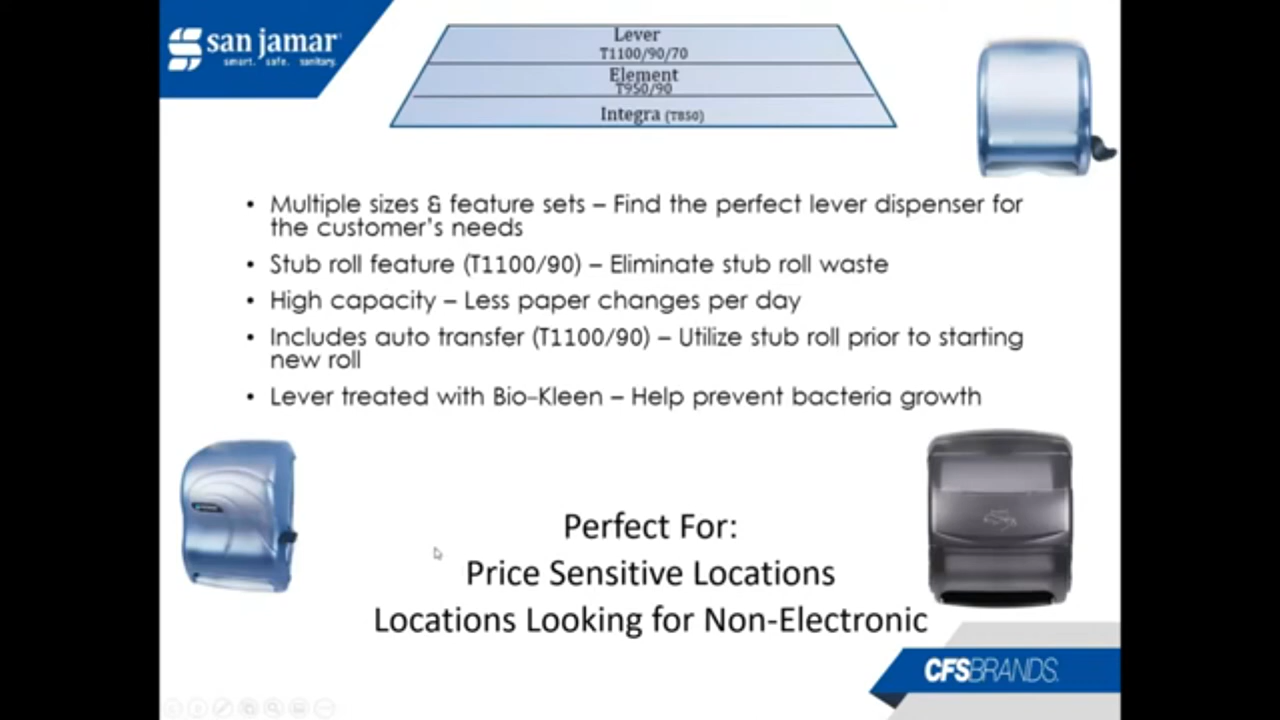 san jamar
smart. safe. sanitary.
Lever
T1100/90/70
Element
T950/90
Integra (T850)
• Multiple sizes & feature sets – Find the perfect lever dispenser for
the customer's needs
• Stub roll feature (T1100/90) – Eliminate stub roll waste
• High capacity – Less paper changes per day
• Includes auto transfer (T1100/90) – Utilize stub roll prior to starting
new roll
• Lever treated with Bio-Kleen – Help prevent bacteria growth
Perfect For:
Price Sensitive Locations
Locations Looking for Non-Electronic
CFSBRANDS